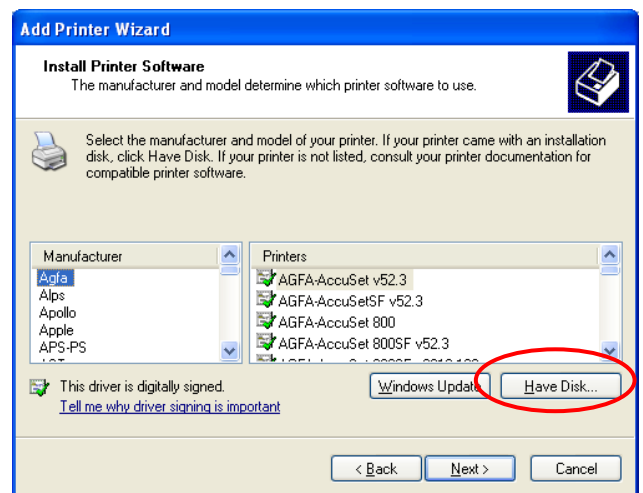 Add Printer Wizard
Install Printer Software
The manufacturer and model determine which printer software to use.
Select the manufacturer and model of your printer. If your printer came with an installation
disk, click Have Disk. If your printer is not listed, consult your printer documentation for
compatible printer software.
Manufacturer
Agfa
Alps
Apollo
Apple
APS-PS
Printers
AGFA-AccuSet v52.3
AGFA-AccuSetSF v52.3
AGFA-AccuSet 800
AGFA-AccuSet 800SF v52.3
This driver is digitally signed.
Tell me why driver signing is important
Windows Update
Have Disk...
< Back
Next >
Cancel